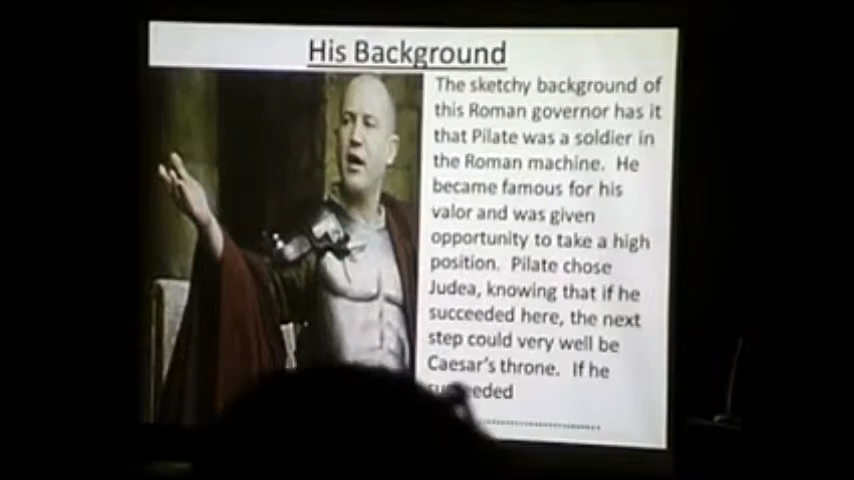 His Background
The sketchy background of
this Roman governor has it
that Pilate was a soldier in
the Roman machine. He
became famous for his
valor and was given
opportunity to take a high
position. Pilate chose
Judea, knowing that if he
succeeded here, the next
step could very well be
Caesar's throne. If he